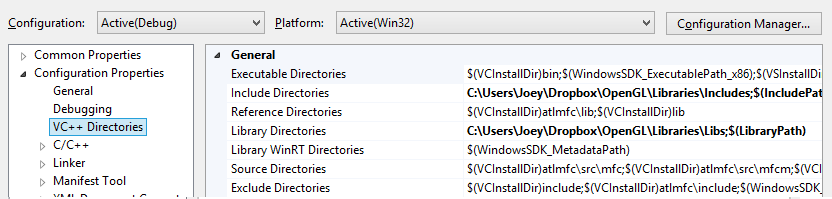 Configuration: Active(Debug) Platform: Active(Win32) Configuration Manager...
Common Properties
Configuration Properties
General
Debugging
VC++ Directories
C/C++
Linker
Manifest Tool
General
Executable Directories $(VCInstallDir)bin;$(WindowsSDK_ExecutablePath_x86);$(VSInstallDi
Include Directories C:\Users\Joey\Dropbox\OpenGL\Libraries\Includes;$(IncludePat
Reference Directories $(VCInstallDir)atlmfc\lib;$(VCInstallDir)lib
Library Directories C:\Users\Joey\Dropbox\OpenGL\Libraries\Libs;$(LibraryPath)
Library WinRT Directories $(WindowsSDK_MetadataPath)
Source Directories $(VCInstallDir)atlmfc\src\mfc;$(VCInstallDir)atlmfc\src\mfcm;$(VC
Exclude Directories $(VCInstallDir)include;$(VCInstallDir)atlmfc\include;$(WindowsSDK_